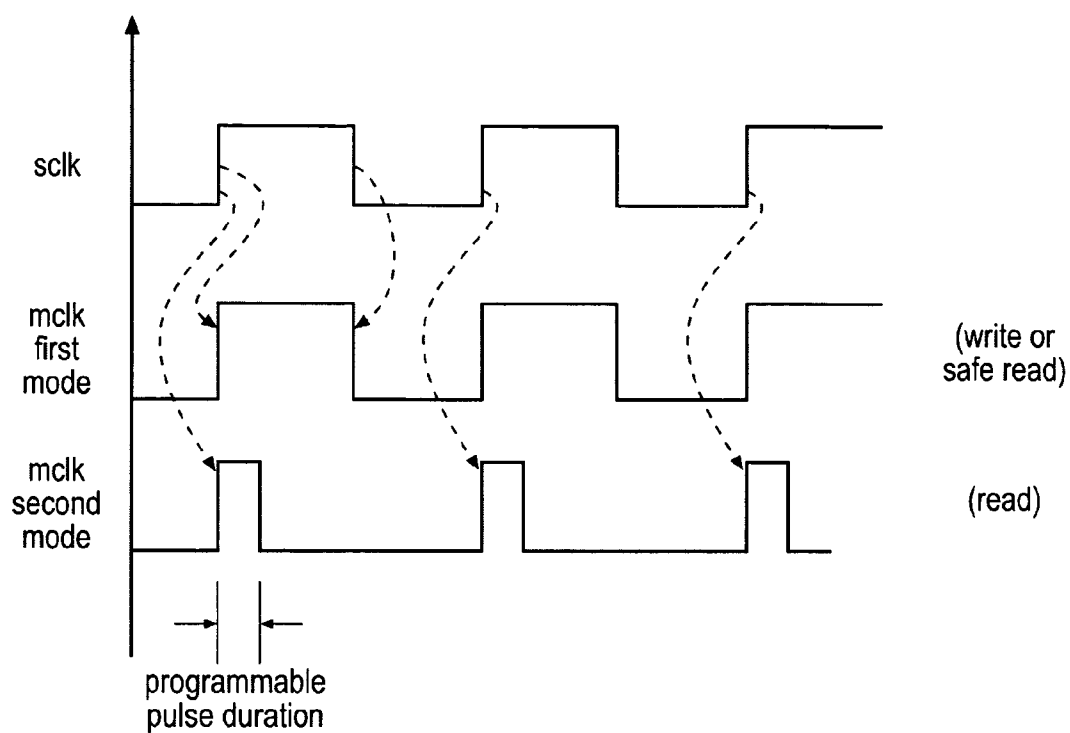 sclk
mclk
first
mode
(write or
safe read)
mclk
second
mode
(read)
programmable
pulse duration